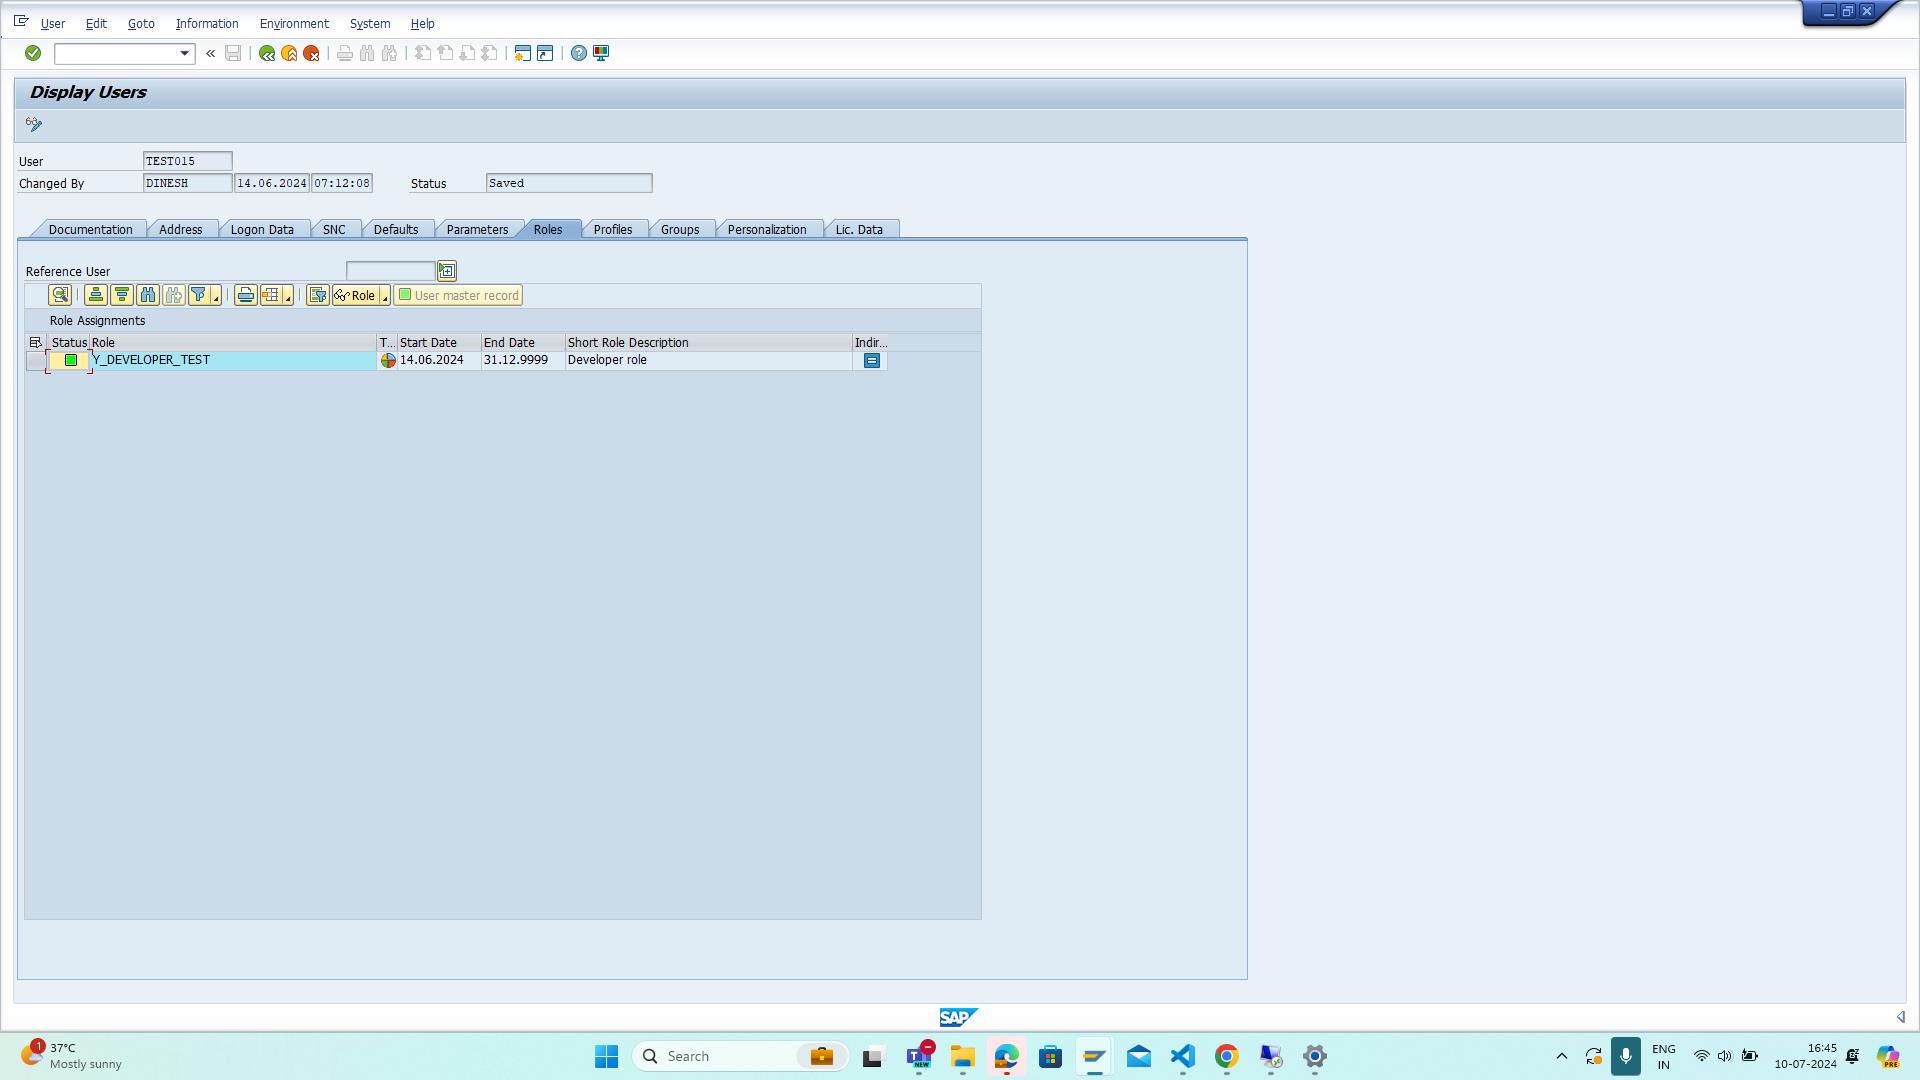 User Edit Goto Information Environment System Help
Display Users
User TEST015
Changed By DINESH 14.06.2024 07:12:08 Status Saved
Documentation Address Logon Data SNC Defaults Parameters Roles Profiles Groups Personalization Lic. Data
Reference User
Role User master record
Role Assignments
Status Role T... Start Date End Date Short Role Description Indir...
Y_DEVELOPER_TEST 14.06.2024 31.12.9999 Developer role
SAP
1 37°C
Mostly sunny
Search
NEW
ENG
IN
16:45
10-07-2024
PRE